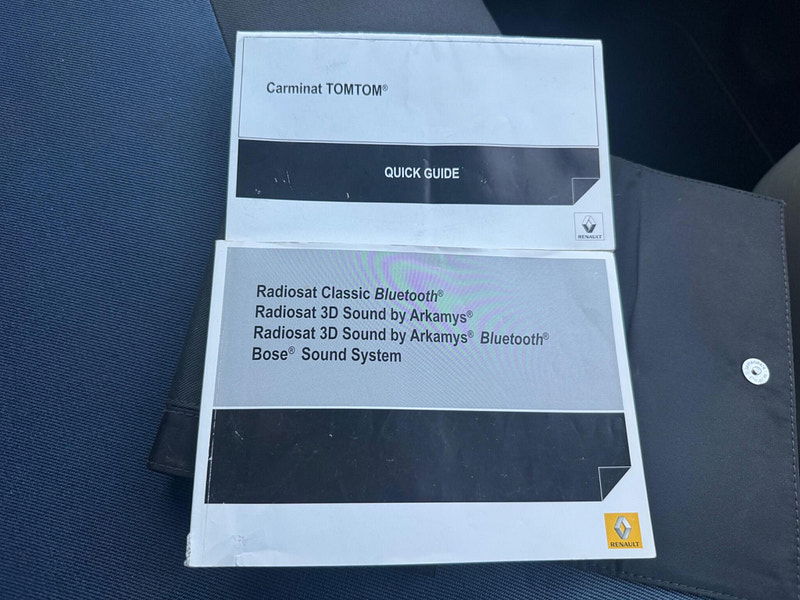 Carminat TOMTOM®
QUICK GUIDE
RENAULT
Radiosat Classic Bluetooth®
Radiosat 3D Sound by Arkamys®
Radiosat 3D Sound by Arkamys® Bluetooth®
Bose® Sound System
RENAULT